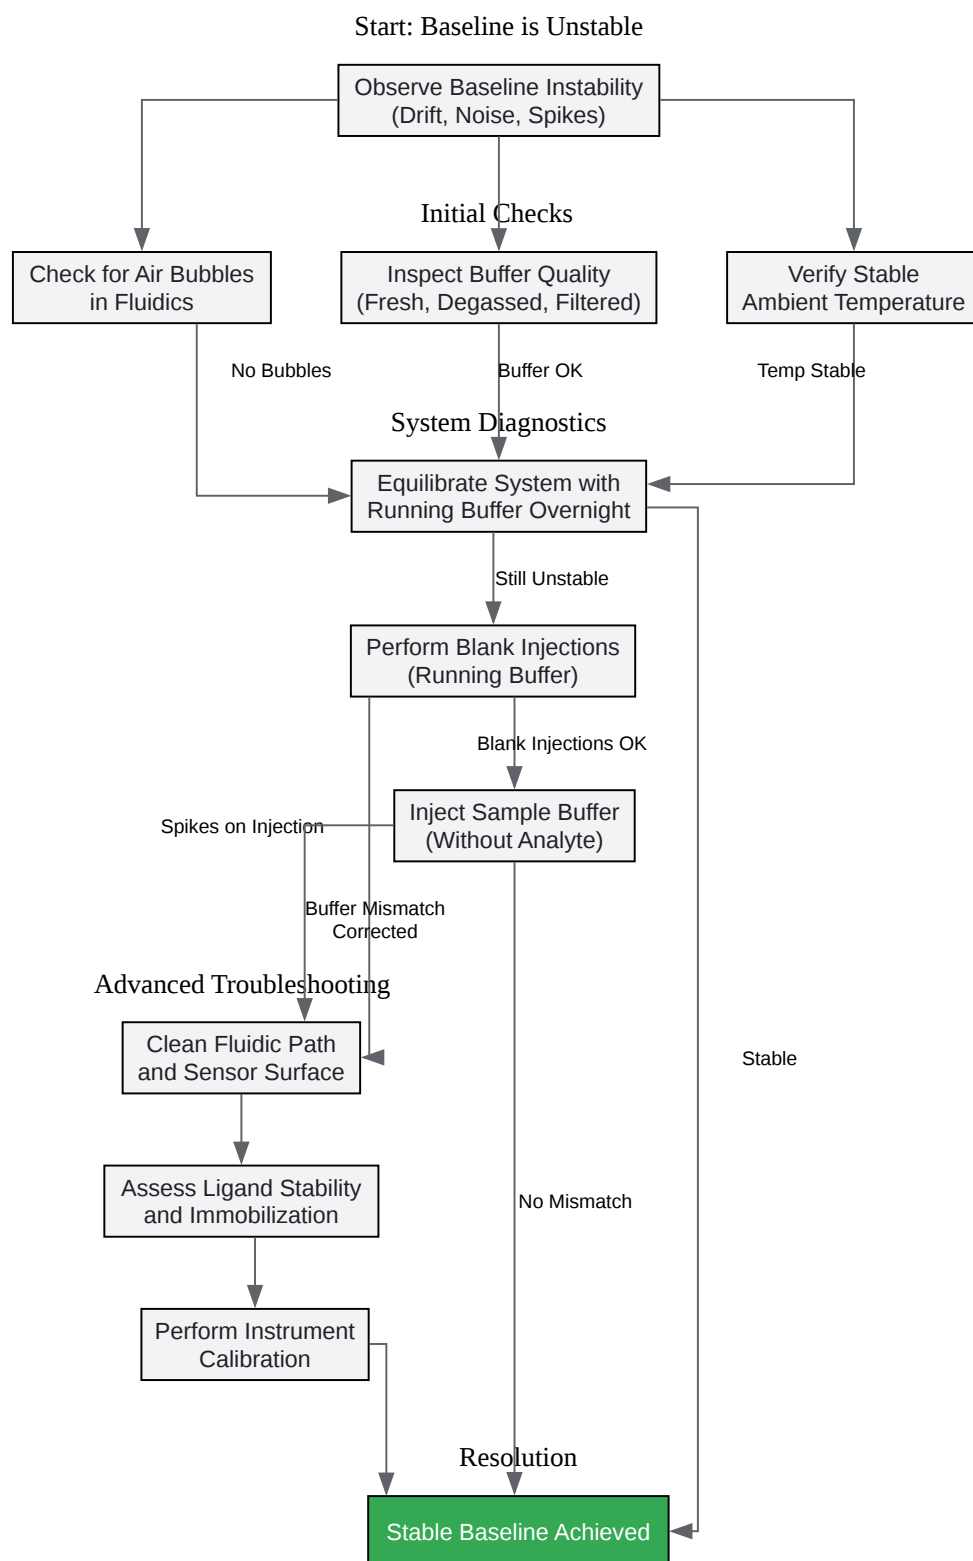 Start: Baseline is Unstable
Observe Baseline Instability
(Drift, Noise, Spikes)
Initial Checks
Check for Air Bubbles
in Fluidics
Inspect Buffer Quality
(Fresh, Degassed, Filtered)
Verify Stable
Ambient Temperature
No Bubbles
Buffer OK
Temp Stable
System Diagnostics
Equilibrate System with
Running Buffer Overnight
Still Unstable
Perform Blank Injections
(Running Buffer)
Blank Injections OK
Inject Sample Buffer
(Without Analyte)
Spikes on Injection
Buffer Mismatch
Corrected
Advanced Troubleshooting
Clean Fluidic Path
and Sensor Surface
Stable
Assess Ligand Stability
and Immobilization
No Mismatch
Perform Instrument
Calibration
Resolution
Stable Baseline Achieved